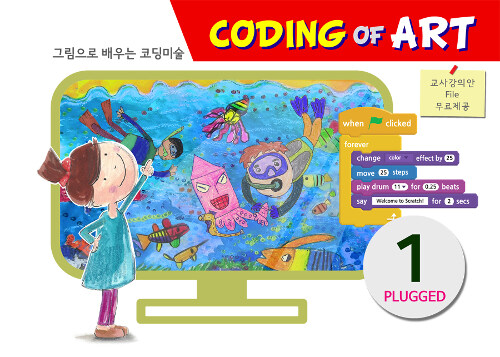 CODING OF ART
그림으로 배우는 코딩미술
교사강의안
File
무료제공
when clicked
forever
change color effect by 25
move 25 steps
play drum 11 for 0.25 beats
say Welcome to Scratch! for 2 secs
1
PLUGGED